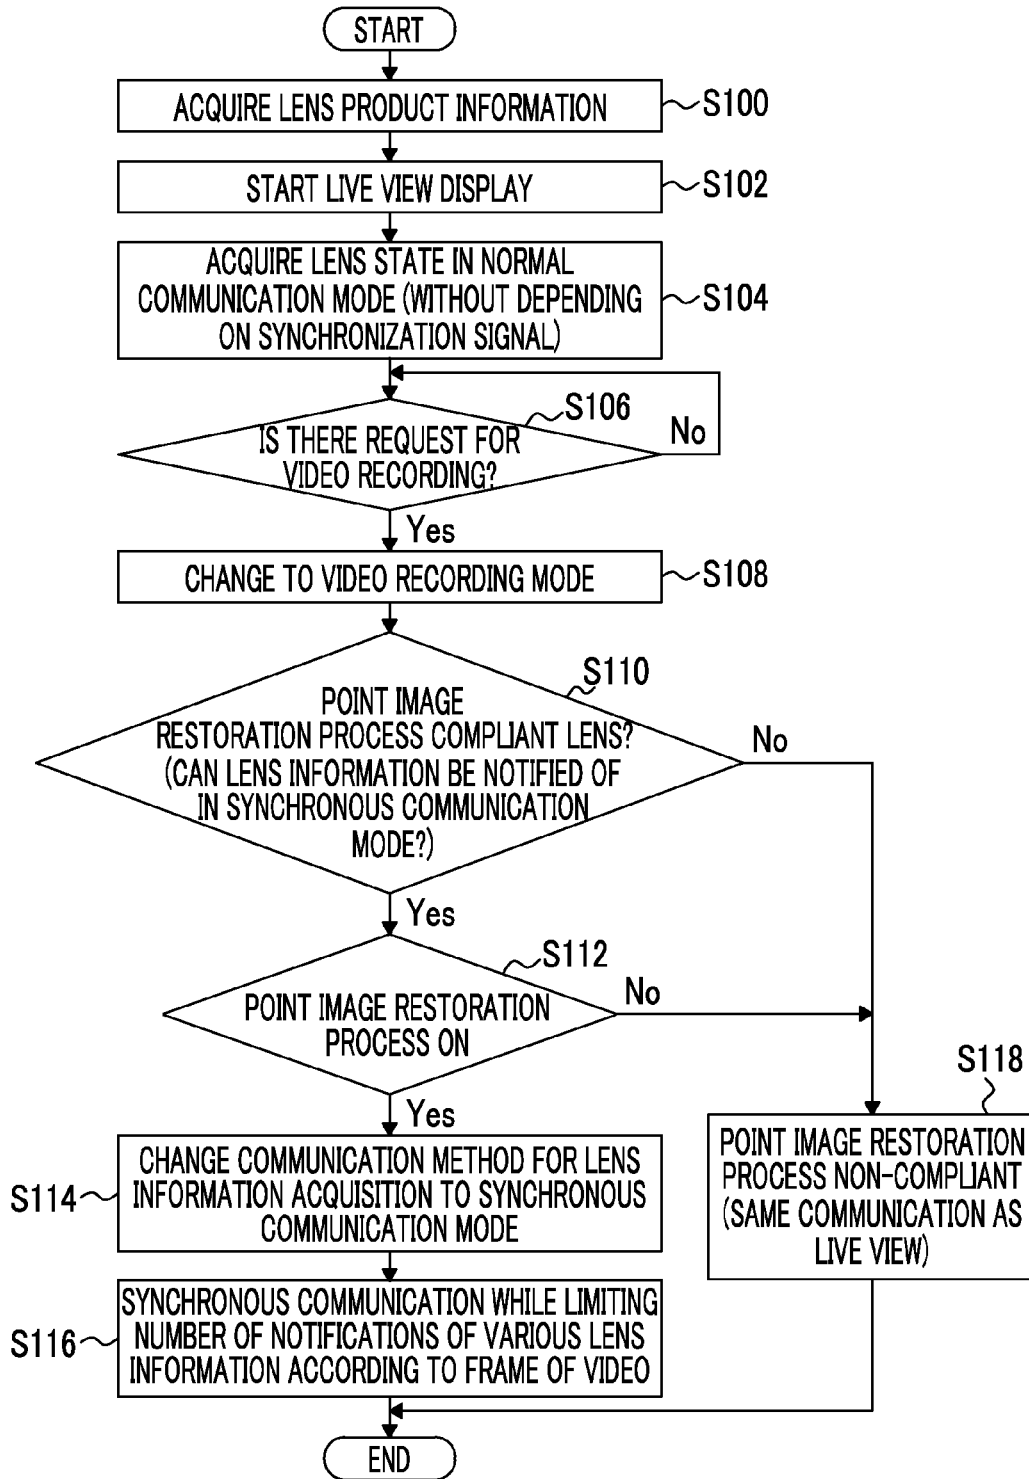 START
ACQUIRE LENS PRODUCT INFORMATION
S100
START LIVE VIEW DISPLAY
S102
ACQUIRE LENS STATE IN NORMAL
COMMUNICATION MODE (WITHOUT DEPENDING
ON SYNCHRONIZATION SIGNAL)
S104
S106
IS THERE REQUEST FOR
VIDEO RECORDING?
No
Yes
CHANGE TO VIDEO RECORDING MODE
S108
S110
POINT IMAGE
RESTORATION PROCESS COMPLIANT LENS?
(CAN LENS INFORMATION BE NOTIFIED OF
IN SYNCHRONOUS COMMUNICATION
MODE?)
No
Yes
S112
POINT IMAGE RESTORATION
PROCESS ON
No
Yes
S114
CHANGE COMMUNICATION METHOD FOR LENS
INFORMATION ACQUISITION TO SYNCHRONOUS
COMMUNICATION MODE
S118
POINT IMAGE RESTORATION
PROCESS NON-COMPLIANT
(SAME COMMUNICATION AS
LIVE VIEW)
S116
SYNCHRONOUS COMMUNICATION WHILE LIMITING
NUMBER OF NOTIFICATIONS OF VARIOUS LENS
INFORMATION ACCORDING TO FRAME OF VIDEO
END